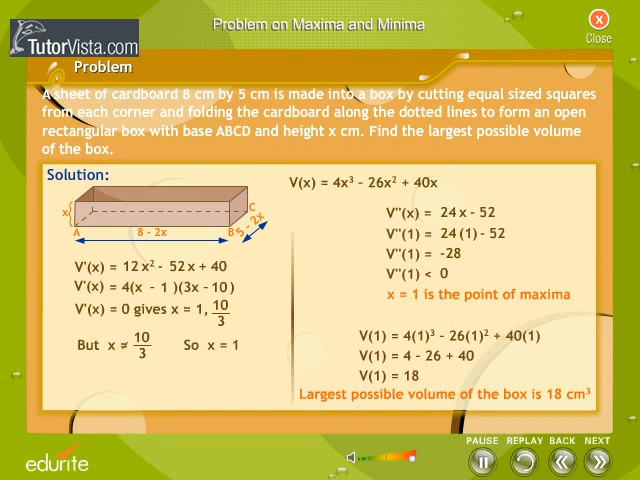 Problem on Maxima and Minima
Close
TutorVista.com
Problem
A sheet of cardboard 8 cm by 5 cm is made into a box by cutting equal sized squares
from each corner and folding the cardboard along the dotted lines to form an open
rectangular box with base ABCD and height x cm. Find the largest possible volume
of the box.
Solution:
x
A
8 – 2x
B
5 – 2x
C
V'(x) = 12x² – 52x + 40
V'(x) = 4(x – 1)(3x – 10)
V'(x) = 0 gives x = 1, 10/3
But x ≠ 10/3 So x = 1
V(x) = 4x³ – 26x² + 40x
V"(x) = 24x – 52
V"(1) = 24(1) – 52
V"(1) = -28
V"(1) < 0
x = 1 is the point of maxima
V(1) = 4(1)³ – 26(1)² + 40(1)
V(1) = 4 – 26 + 40
V(1) = 18
Largest possible volume of the box is 18 cm³
edurite
PAUSE REPLAY BACK NEXT